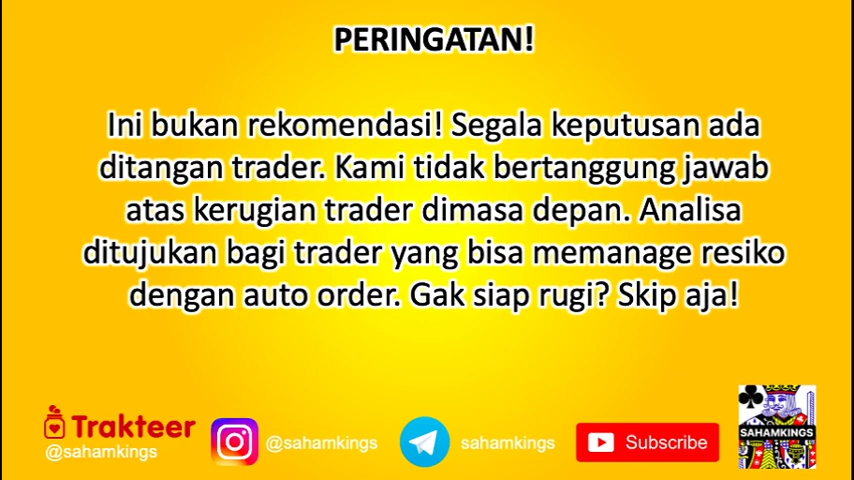 PERINGATAN!
Ini bukan rekomendasi! Segala keputusan ada
ditangan trader. Kami tidak bertanggung jawab
atas kerugian trader dimasa depan. Analisa
ditujukan bagi trader yang bisa memanage resiko
dengan auto order. Gak siap rugi? Skip aja!
Trakteer
@sahamkings
@sahamkings
sahamkings
Subscribe
SAHAMKINGS